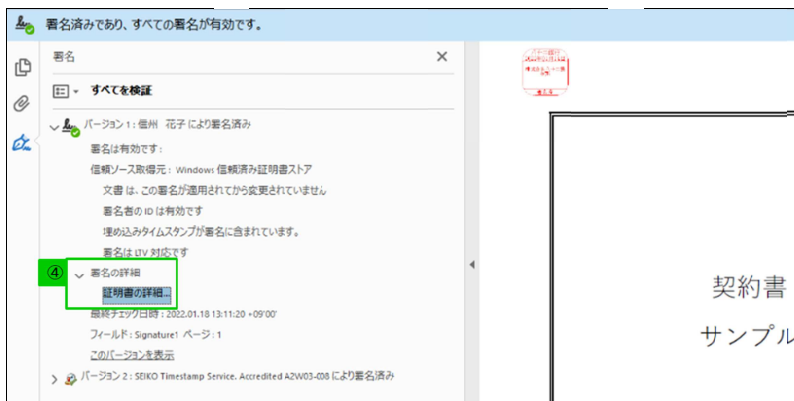 署名済みであり、すべての署名が有効です。
署名
すべてを検証
バージョン 1 : 信州　花子 により署名済み
署名は有効です :
信頼ソース取得元 : Windows 信頼済み証明書ストア
文書 は、この署名が適用されてから変更されていません
署名者の ID は有効です
埋め込みタイムスタンプが署名に含まれています。
署名は LTV 対応です
④
署名の詳細
証明書の詳細...
最終チェック日時 : 2022.01.18 13:11:20 +09'00'
フィールド : Signature1 ページ : 1
このバージョンを表示
バージョン 2 : SEIKO Timestamp Service. Accredited A2W03-008 により署名済み
契約書
サンプル